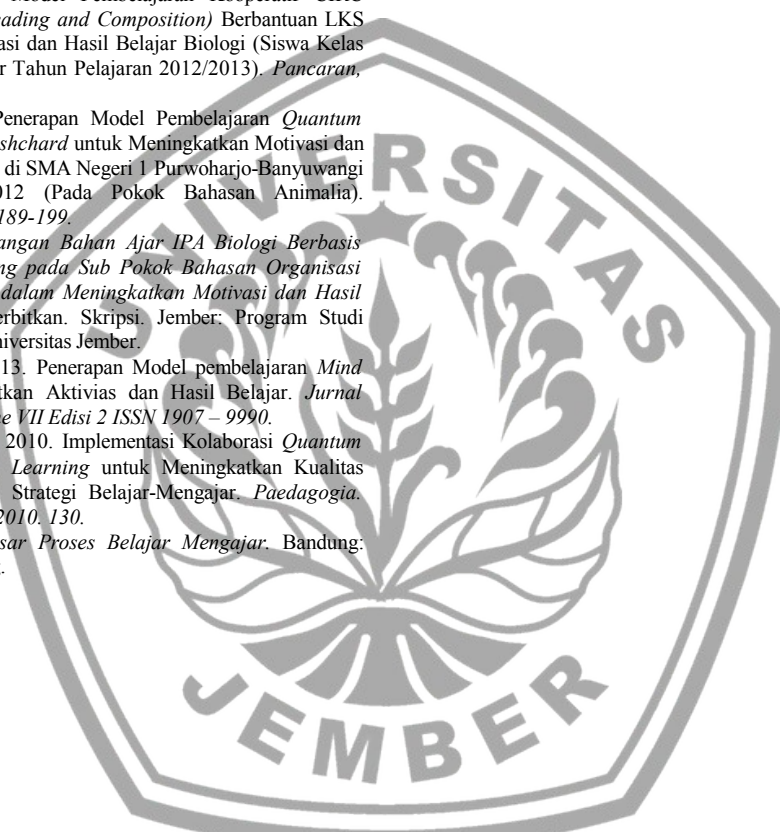 Model Pembelajaran Kooperatif
eading and Composition) Berbantuan LKS
asi dan Hasil Belajar Biologi (Siswa Kelas
r Tahun Pelajaran 2012/2013). Pancaran,
Penerapan Model Pembelajaran Quantum
shchard untuk Meningkatkan Motivasi dan
di SMA Negeri 1 Purwoharjo-Banyuwangi
012 (Pada Pokok Bahasan Animalia).
189-199.
angan Bahan Ajar IPA Biologi Berbasis
ng pada Sub Pokok Bahasan Organisasi
dalam Meningkatkan Motivasi dan Hasil
erbitkan. Skripsi. Jember: Program Studi
niversitas Jember.
13. Penerapan Model pembelajaran Mind
tkan Aktivias dan Hasil Belajar. Jurnal
e VII Edisi 2 ISSN 1907 – 9990.
2010. Implementasi Kolaborasi Quantum
Learning untuk Meningkatkan Kualitas
Strategi Belajar-Mengajar. Paedagogia.
2010. 130.
sar Proses Belajar Mengajar. Bandung:
UNIVERSITAS
JEMBER